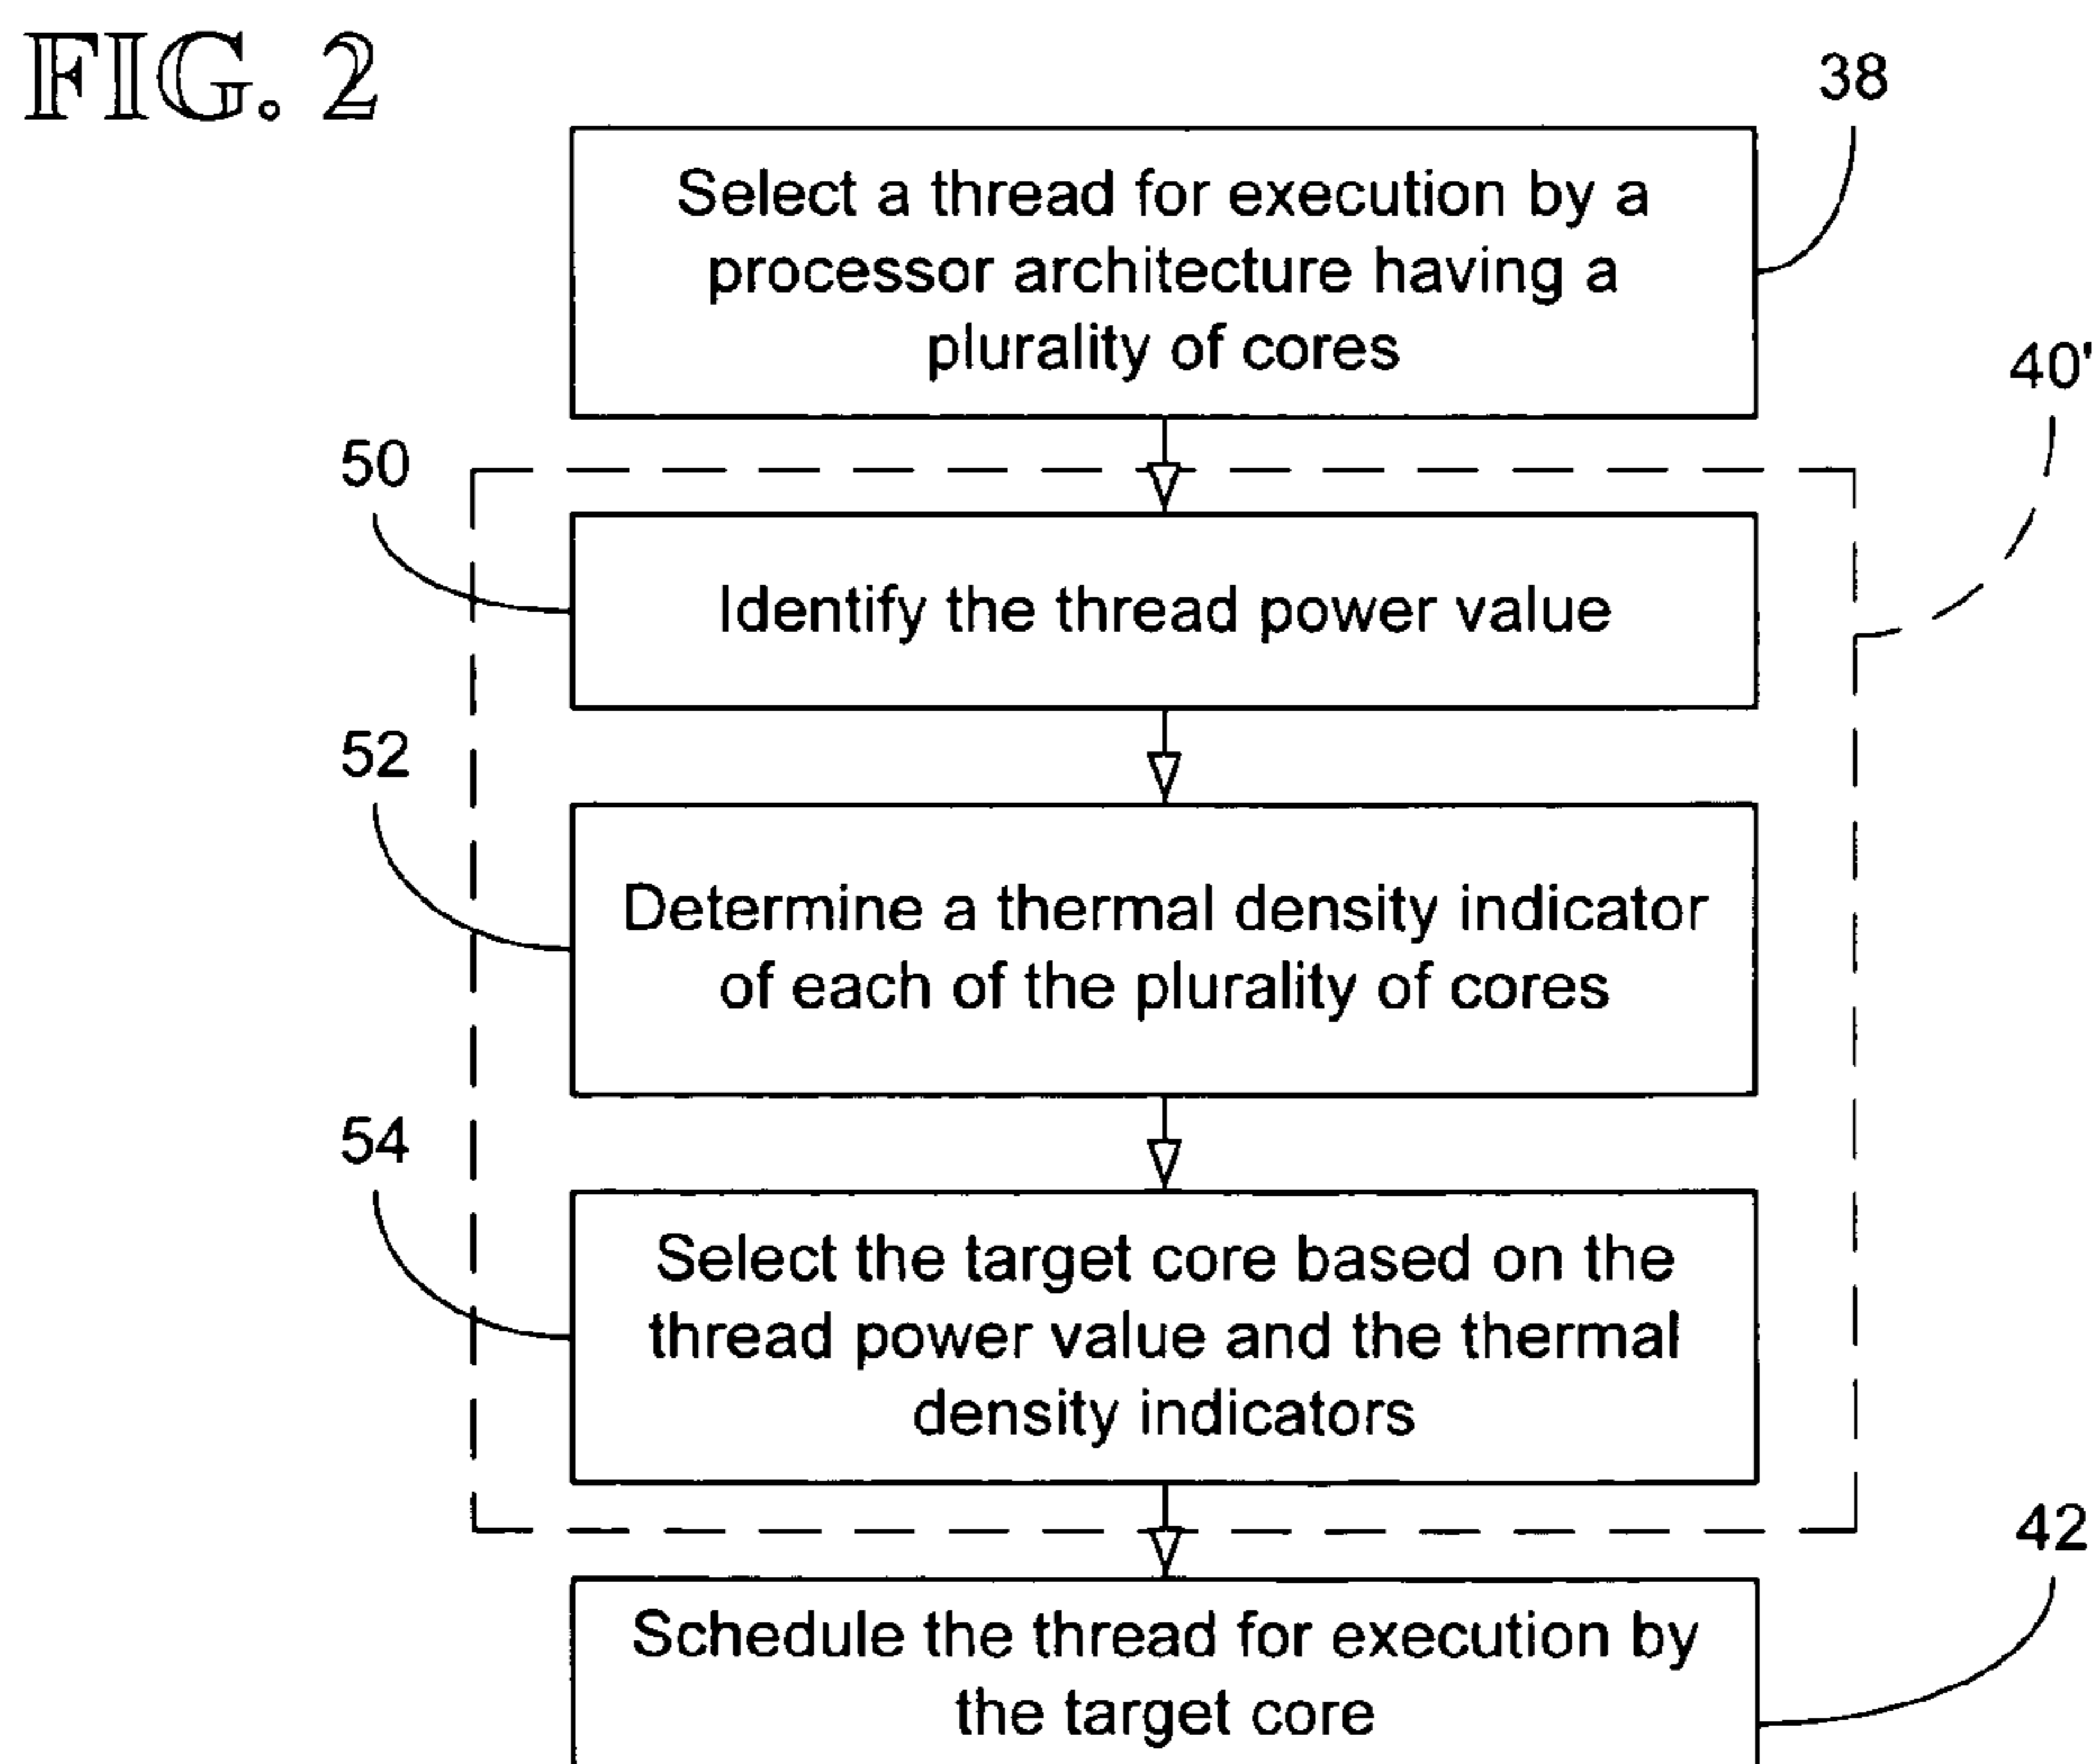 FIG. 2
38
Select a thread for execution by a
processor architecture having a
plurality of cores
40'
50
Identify the thread power value
52
Determine a thermal density indicator
of each of the plurality of cores
54
Select the target core based on the
thread power value and the thermal
density indicators
42
Schedule the thread for execution by
the target core